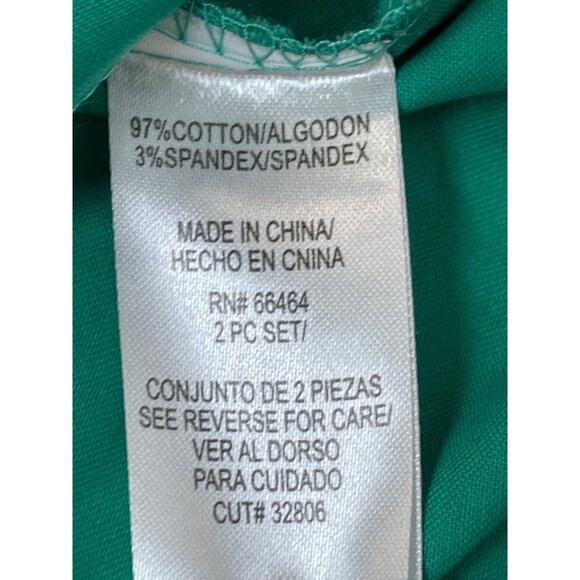 97%COTTON/ALGODON
3%SPANDEX/SPANDEX
MADE IN CHINA/
HECHO EN CNINA
RN# 66464
2 PC SET/
CONJUNTO DE 2 PIEZAS
SEE REVERSE FOR CARE/
VER AL DORSO
PARA CUIDADO
CUT# 32806